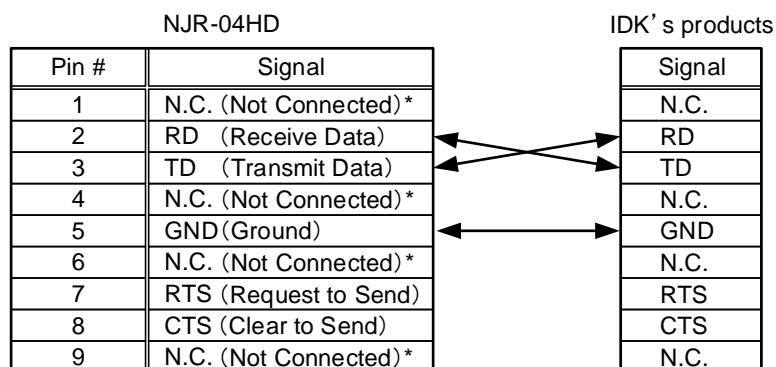 NJR-04HD IDK’s products
Pin # Signal Signal
1 N.C. (Not Connected)* N.C.
2 RD (Receive Data) RD
3 TD (Transmit Data) TD
4 N.C. (Not Connected)* N.C.
5 GND (Ground) GND
6 N.C. (Not Connected)* N.C.
7 RTS (Request to Send) RTS
8 CTS (Clear to Send) CTS
9 N.C. (Not Connected)* N.C.